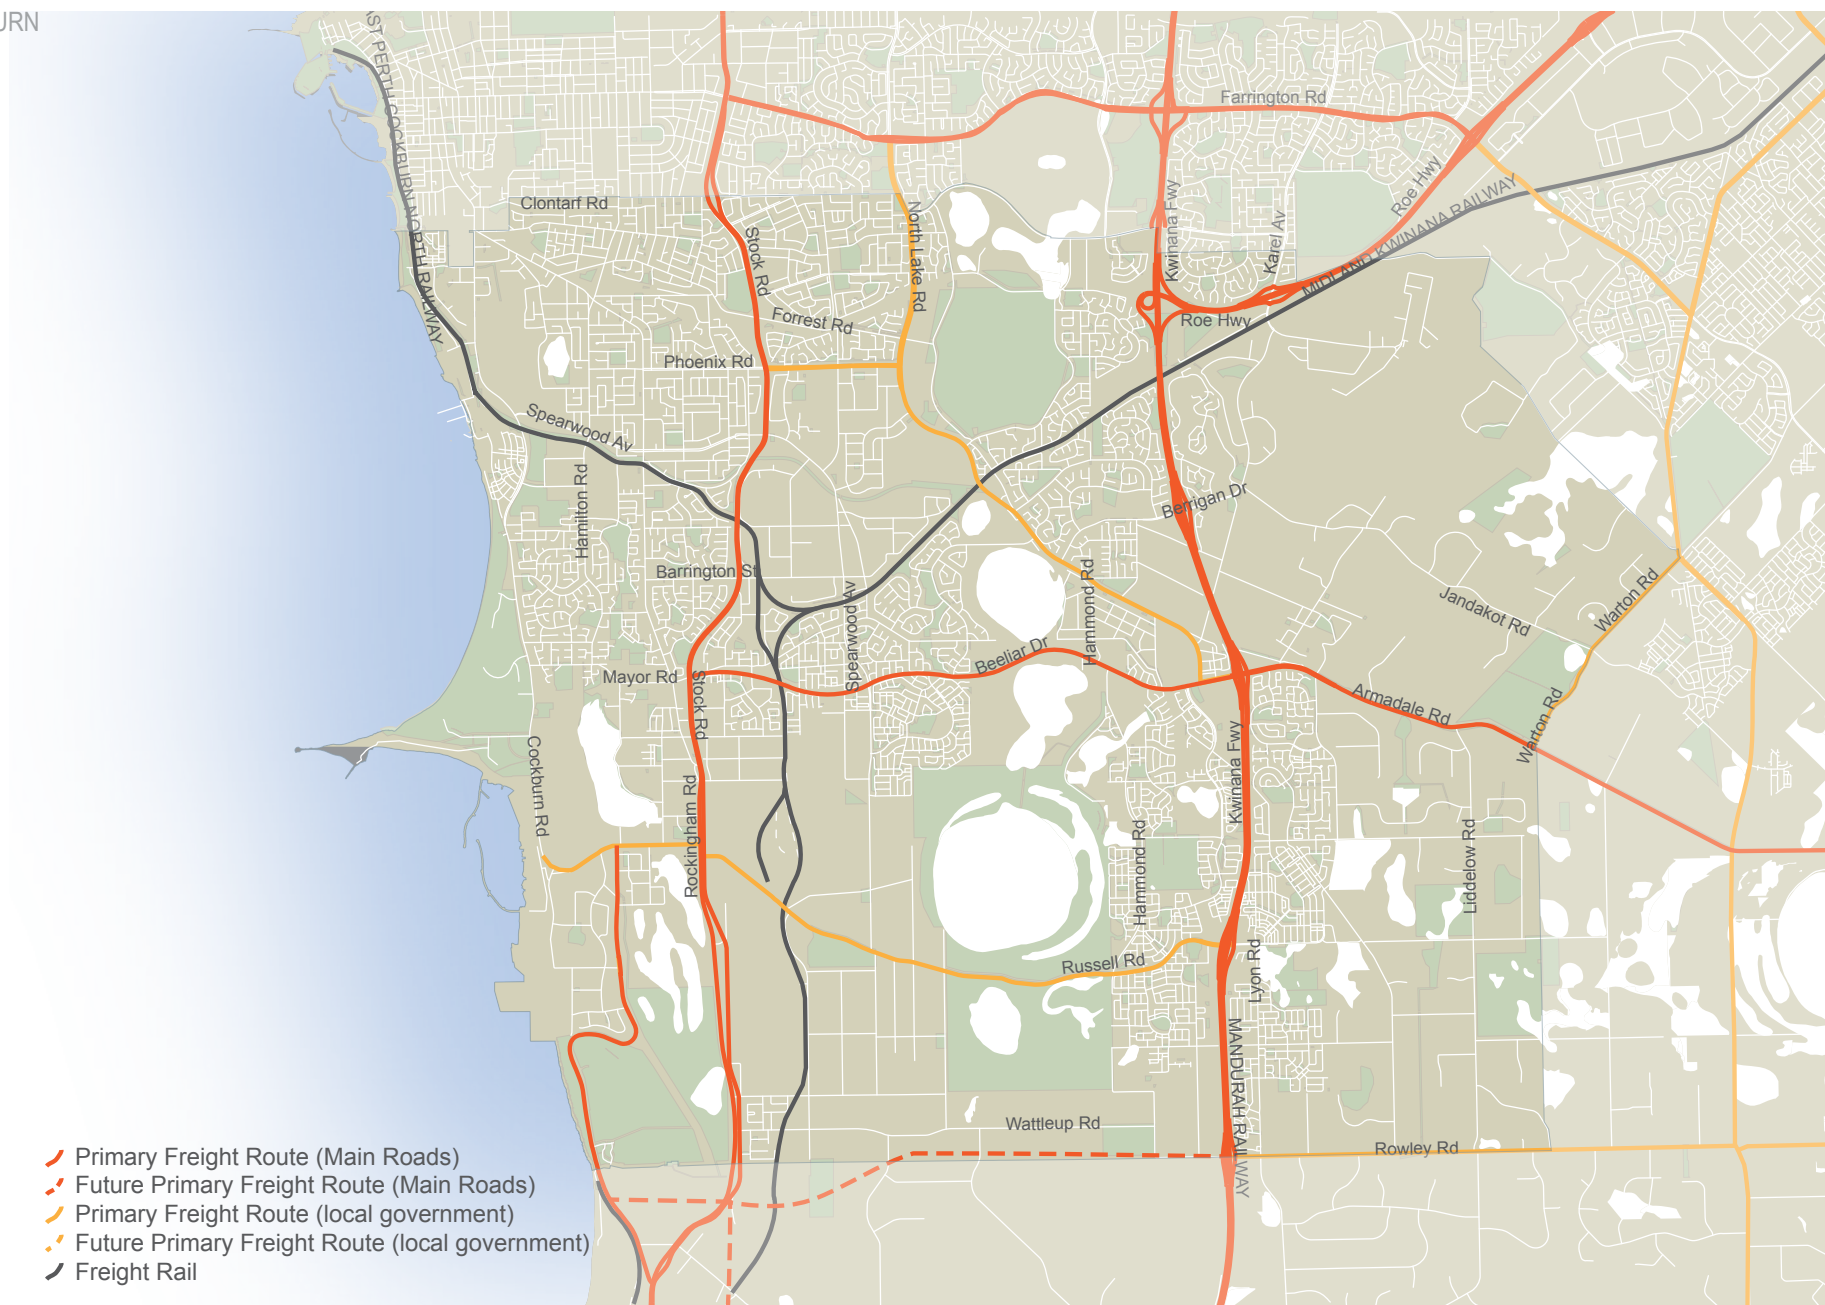 URN
AST PERTH COCKBURN NORTH RAILWAY
Farrington Rd
Clontarf Rd
Stock Rd
North Lake Rd
Kwinana Fwy
Karel Av
Roe Hwy
MIDLAND KWINANA RAILWAY
Forrest Rd
Roe Hwy
Phoenix Rd
Spearwood Av
Hamilton Rd
Berrigan Dr
Barrington St
Spearwood Av
Hammond Rd
Jandakot Rd
Warton Rd
Beeliar Dr
Mayor Rd
Stock Rd
Armadale Rd
Warton Rd
Cockburn Rd
Kwinana Fwy
Rockingham Rd
Hammond Rd
Liddelow Rd
Russell Rd
Lyon Rd
MANDURAH RAILWAY
Wattleup Rd
Rowley Rd
Primary Freight Route (Main Roads)
Future Primary Freight Route (Main Roads)
Primary Freight Route (local government)
Future Primary Freight Route (local government)
Freight Rail